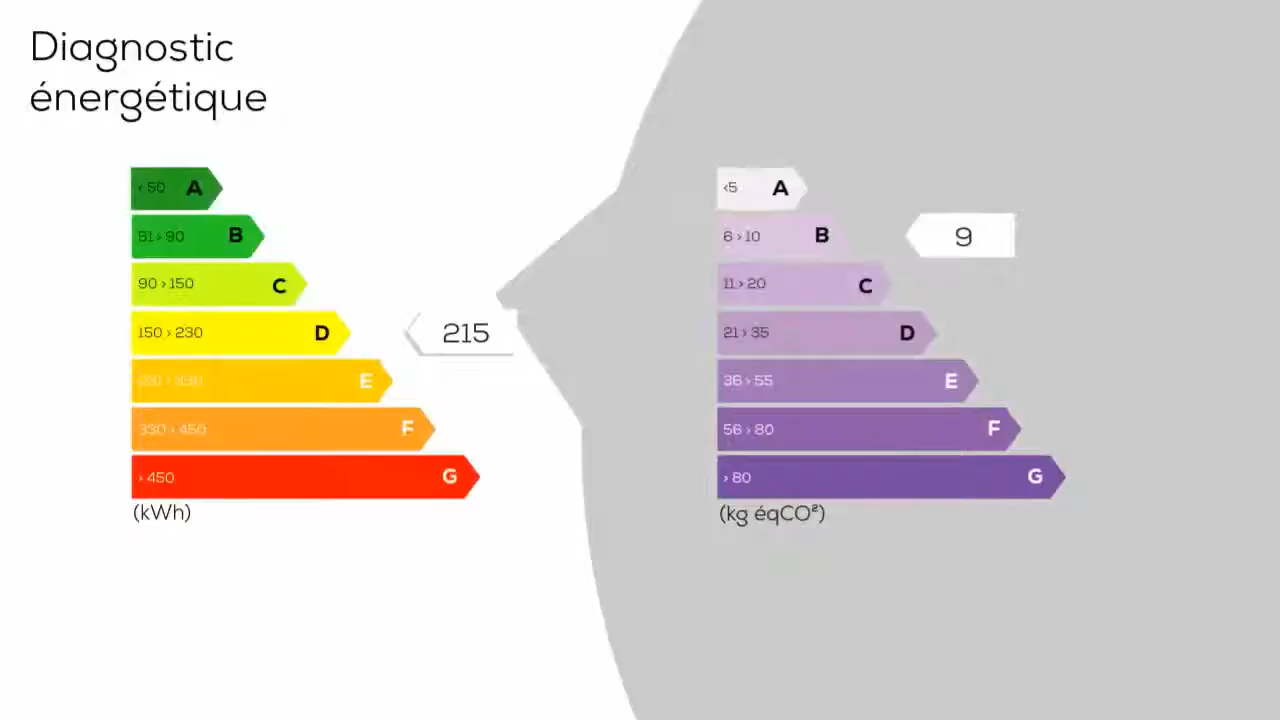 Diagnostic
énergétique
< 50 A
51 > 90 B
90 > 150 C
150 > 230 D
215
E
330 > 450 F
> 450 G
(kWh)
<5 A
6 > 10 B
9
11 > 20 C
21 > 35 D
36 > 55 E
56 > 80 F
> 80 G
(kg éqCO²)